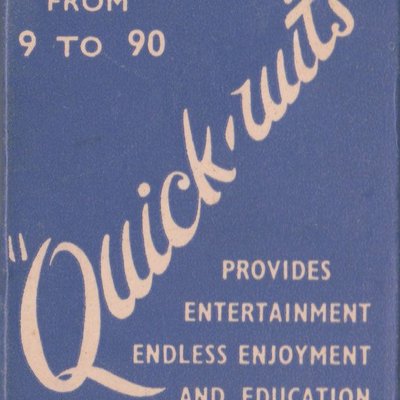 FROM
9 TO 90
"Quick-wits"
PROVIDES
ENTERTAINMENT
ENDLESS ENJOYMENT
AND EDUCATION